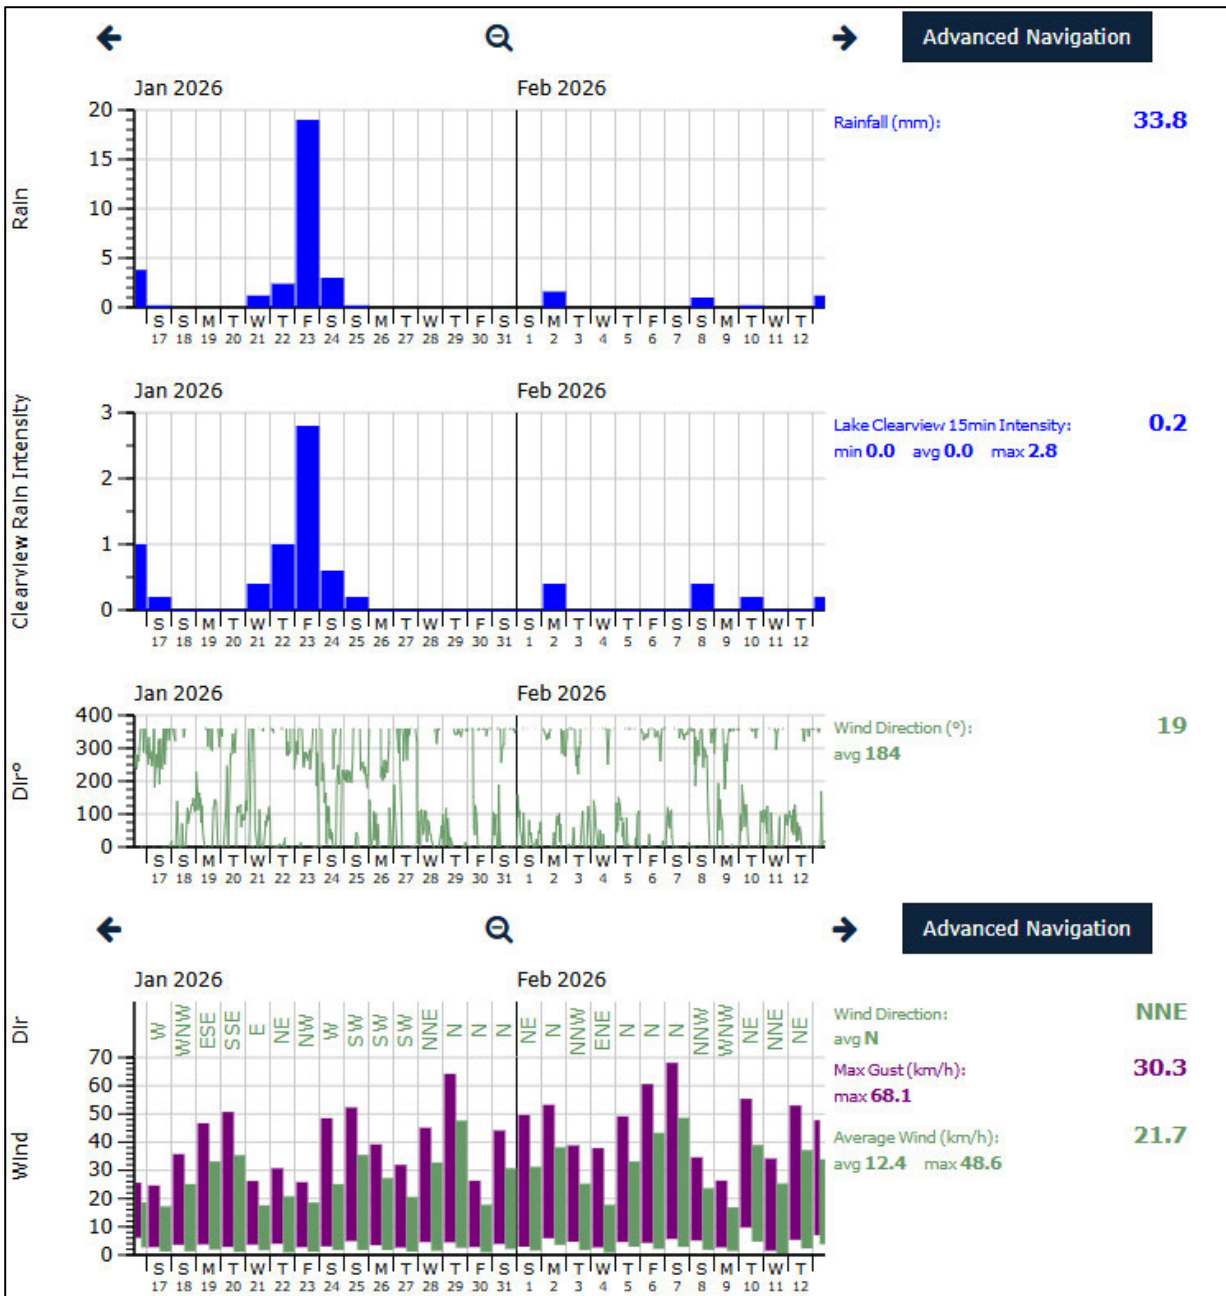 Advanced Navigation
Jan 2026 Feb 2026
Rain
20
15
10
5
0
Rainfall (mm): 33.8
S S M T W T F S S M T W T F S S M T W T F S S M T W T
17 18 19 20 21 22 23 24 25 26 27 28 29 30 31 1 2 3 4 5 6 7 8 9 10 11 12
Jan 2026 Feb 2026
Clearview Rain Intensity
3
2
1
0
Lake Clearview 15min Intensity: 0.2
min 0.0 avg 0.0 max 2.8
S S M T W T F S S M T W T F S S M T W T F S S M T W T
17 18 19 20 21 22 23 24 25 26 27 28 29 30 31 1 2 3 4 5 6 7 8 9 10 11 12
Jan 2026 Feb 2026
Dir°
400
300
200
100
0
Wind Direction (°): 19
avg 184
S S M T W T F S S M T W T F S S M T W T F S S M T W T
17 18 19 20 21 22 23 24 25 26 27 28 29 30 31 1 2 3 4 5 6 7 8 9 10 11 12
Advanced Navigation
Jan 2026 Feb 2026
Dir
W WNW ESE SSE E NE NW W SW SW SW NNE N N N NE N NNW ENE N N N NNW WNW NE NNE NE
Wind Direction: NNE
avg N
Wind
70
60
50
40
30
20
10
0
Max Gust (km/h): 30.3
max 68.1
Average Wind (km/h): 21.7
avg 12.4 max 48.6
S S M T W T F S S M T W T F S S M T W T F S S M T W T
17 18 19 20 21 22 23 24 25 26 27 28 29 30 31 1 2 3 4 5 6 7 8 9 10 11 12